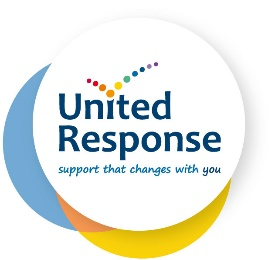 United
Response
support that changes with you